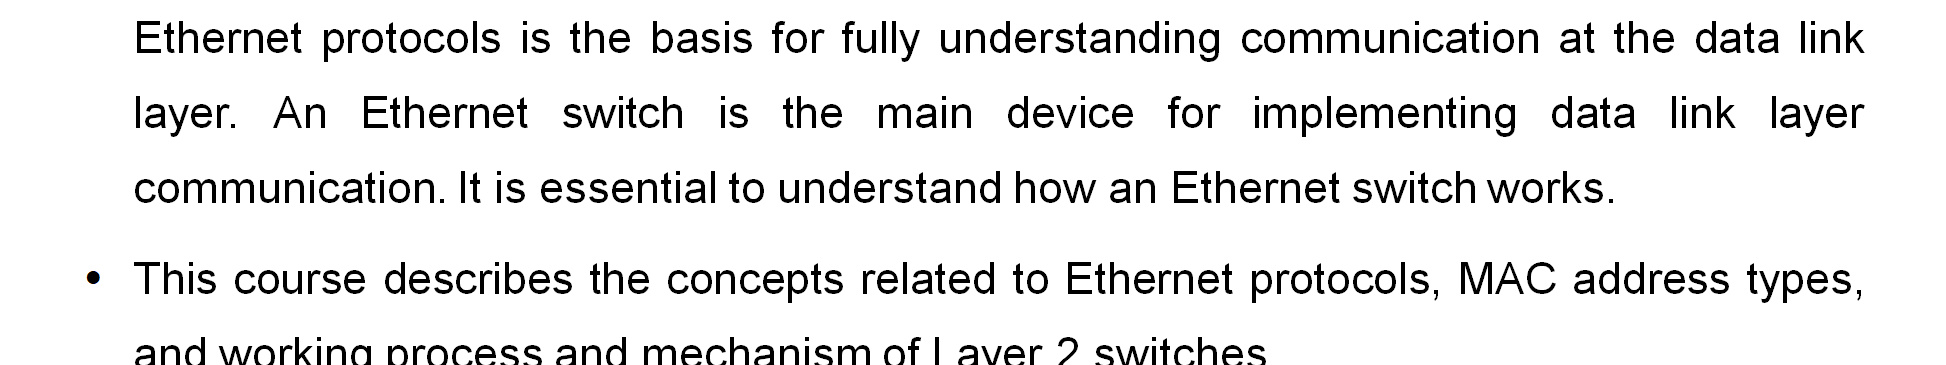 Ethernet protocols is the basis for fully understanding communication at the data link
layer. An Ethernet switch is the main device for implementing data link layer
communication. It is essential to understand how an Ethernet switch works.
• This course describes the concepts related to Ethernet protocols, MAC address types,
and working process and mechanism of Layer 2 switches